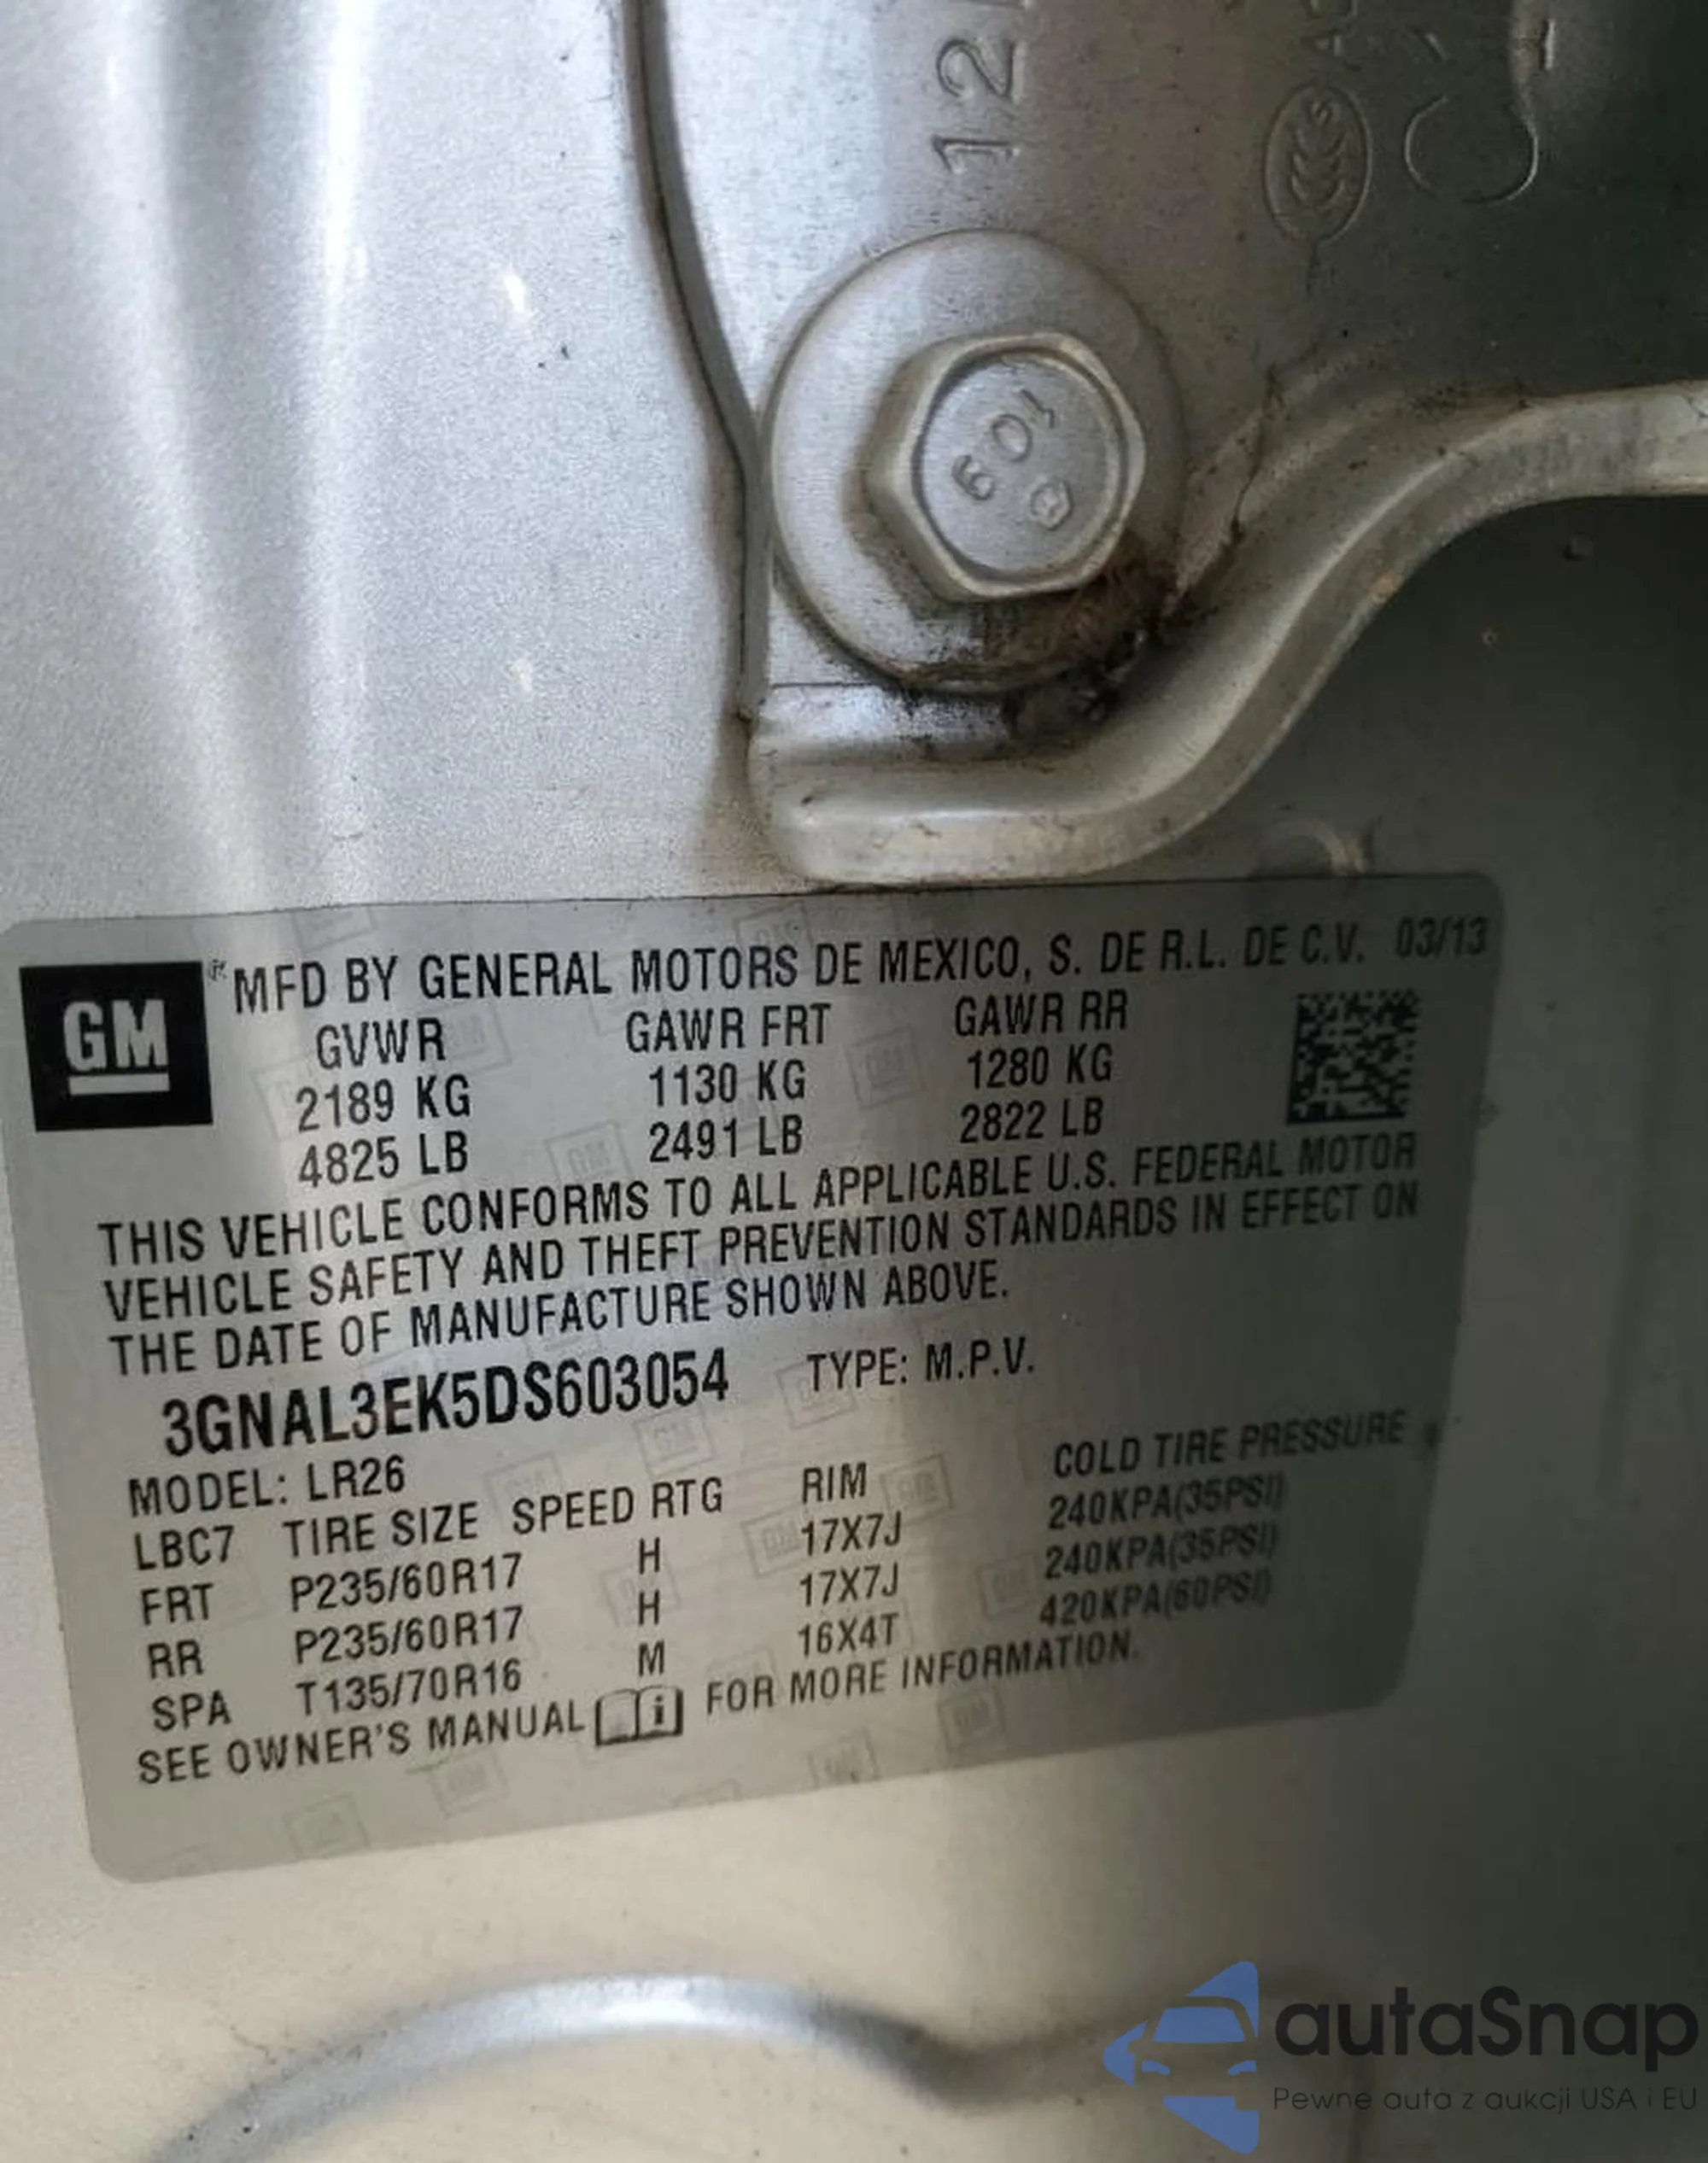 12
10.9
GM
MFD BY GENERAL MOTORS DE MEXICO, S. DE R.L. DE C.V. 03/13
GVWR GAWR FRT GAWR RR
2189 KG 1130 KG 1280 KG
4825 LB 2491 LB 2822 LB
THIS VEHICLE CONFORMS TO ALL APPLICABLE U.S. FEDERAL MOTOR
VEHICLE SAFETY AND THEFT PREVENTION STANDARDS IN EFFECT ON
THE DATE OF MANUFACTURE SHOWN ABOVE.
3GNAL3EK5DS603054 TYPE: M.P.V.
MODEL: LR26
LBC7 TIRE SIZE SPEED RTG RIM COLD TIRE PRESSURE
FRT P235/60R17 H 17X7J 240KPA(35PSI)
RR P235/60R17 H 17X7J 240KPA(35PSI)
SPA T135/70R16 M 16X4T 420KPA(60PSI)
SEE OWNER'S MANUAL FOR MORE INFORMATION.
autaSnap
Pewne auta z aukcji USA i EU